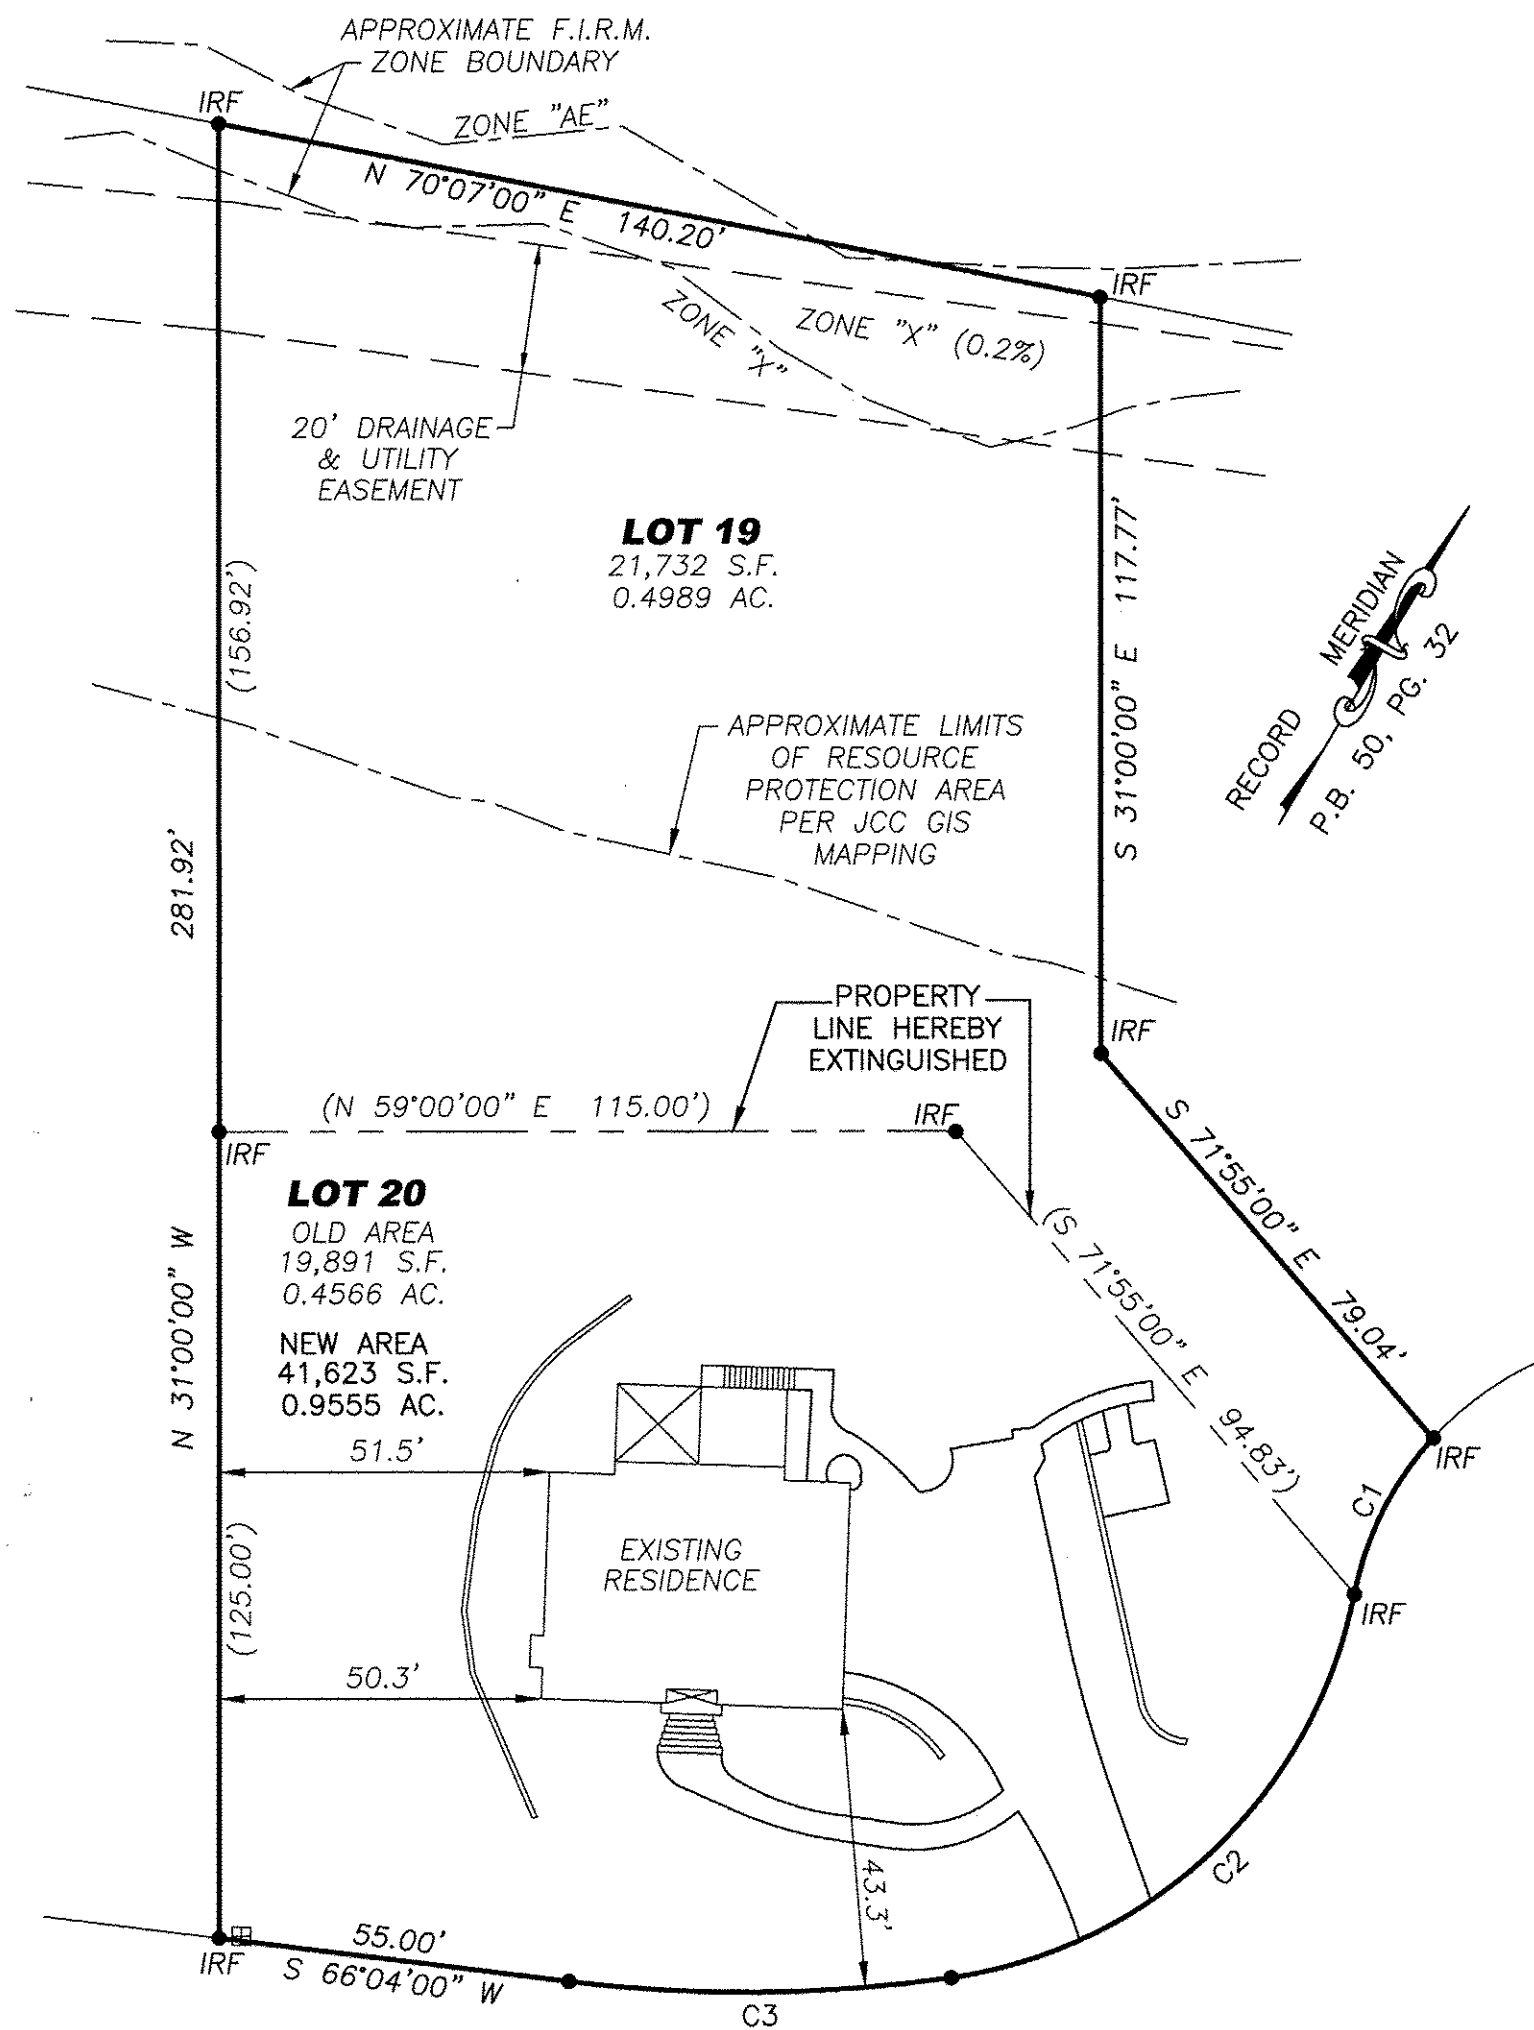 APPROXIMATE F.I.R.M.
ZONE BOUNDARY
IRF
ZONE "AE"
N 70°07'00" E 140.20'
IRF
ZONE "X" (0.2%)
ZONE "X"
20' DRAINAGE
& UTILITY
EASEMENT
LOT 19
21,732 S.F.
0.4989 AC.
(156.92')
S 31°00'00" E 117.77'
RECORD MERIDIAN
P.B. 50, PG. 32
APPROXIMATE LIMITS
OF RESOURCE
PROTECTION AREA
PER JCC GIS
MAPPING
281.92'
PROPERTY
LINE HEREBY
EXTINGUISHED
IRF
(N 59°00'00" E 115.00')
IRF
IRF
S 71°55'00" E 79.04'
LOT 20
OLD AREA
19,891 S.F.
0.4566 AC.
NEW AREA
41,623 S.F.
0.9555 AC.
N 31°00'00" W
(S 71°55'00" E 94.83')
51.5'
IRF
C1
EXISTING
RESIDENCE
(125.00')
IRF
50.3'
43.3'
C2
55.00'
IRF
S 66°04'00" W
C3